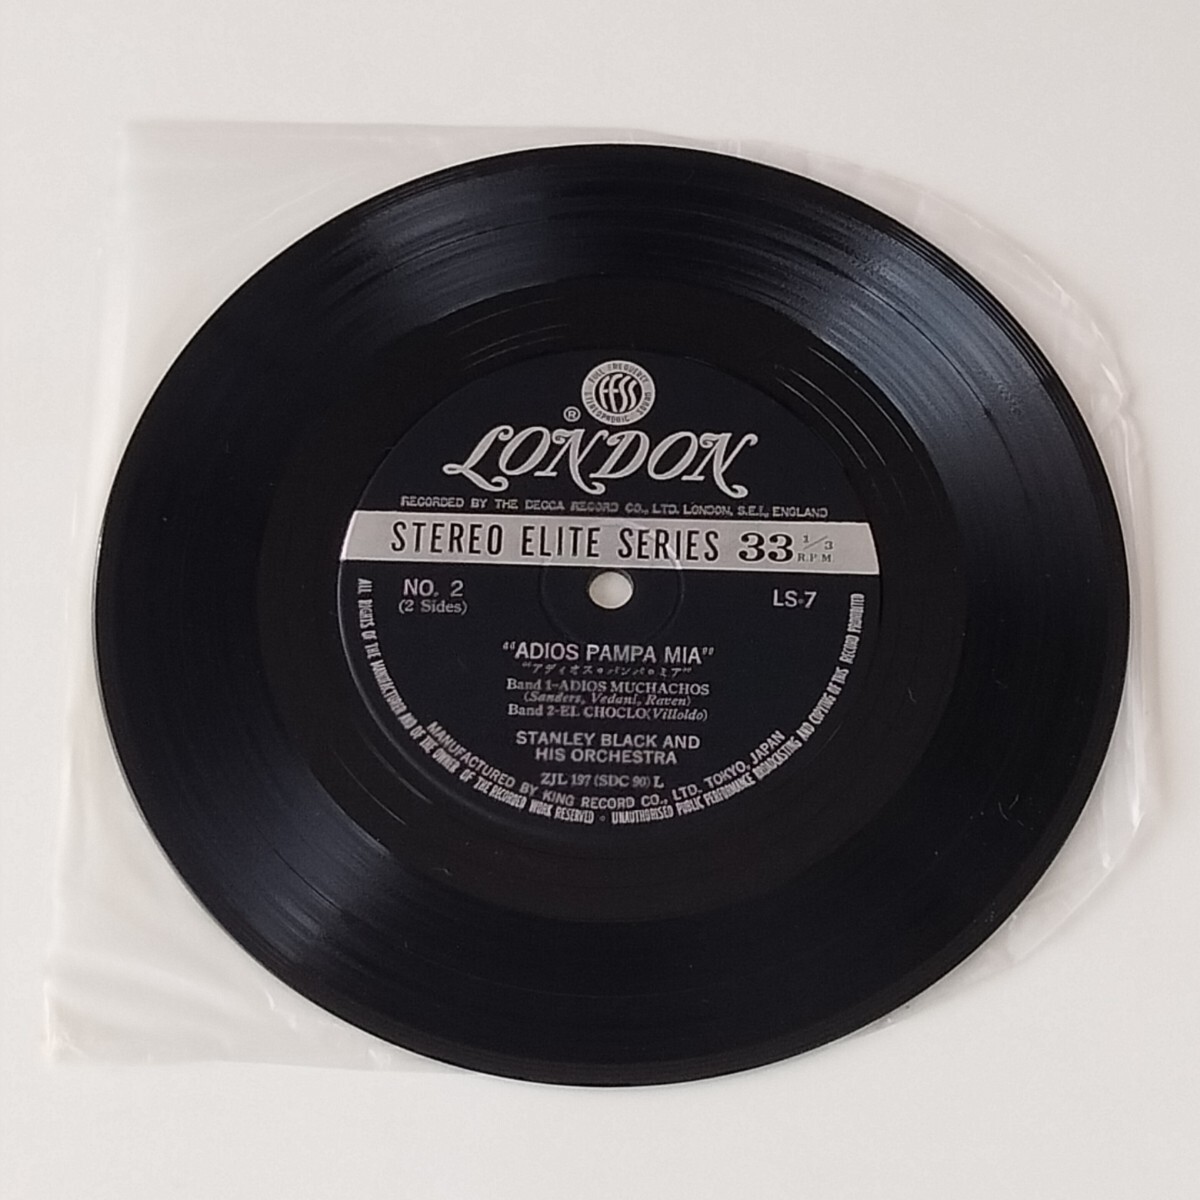 FULL FREQUENCY
FFSS
STEREOPHONIC SOUND
®
LONDON
RECORDED BY THE DECCA RECORD CO., LTD. LONDON, S.E.I., ENGLAND
STEREO ELITE SERIES 33 1/3 R.P.M.
NO. 2
(2 Sides)
LS-7
"ADIOS PAMPA MIA"
"アディオス・パンパ・ミア"
Band 1-ADIOS MUCHACHOS
(Sanders, Vedani, Raven)
Band 2-EL CHOCLO (Villoldo)
STANLEY BLACK AND
HIS ORCHESTRA
ZJL 197 (SDC 90) L
MANUFACTURED BY KING RECORD CO., LTD. TOKYO, JAPAN
ALL RIGHTS OF THE MANUFACTURER AND OF THE OWNER OF THE RECORDED WORK RESERVED · UNAUTHORISED PUBLIC PERFORMANCE BROADCASTING AND COPYING OF THIS RECORD PROHIBITED